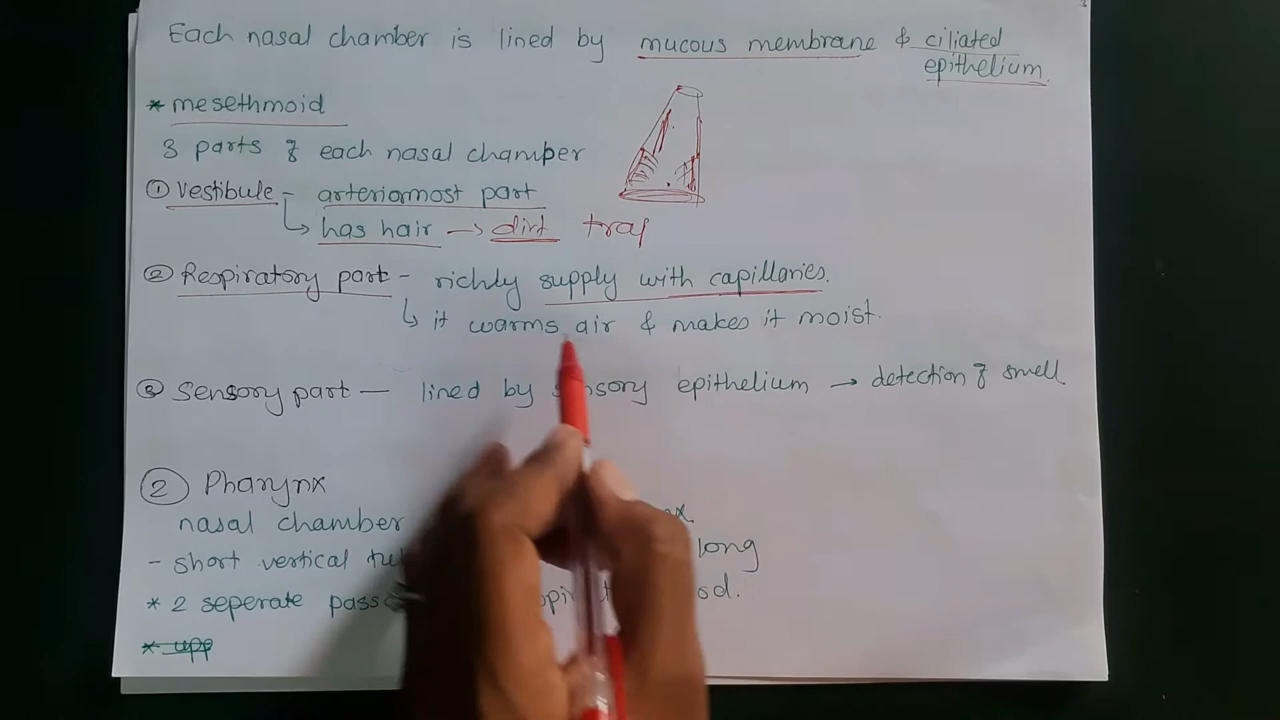 Each nasal chamber is lined by mucous membrane & ciliated
epithelium.
* mesethmoid
3 parts of each nasal chamber
① Vestibule - arteriormost part
↳ has hair → dirt trap
② Respiratory part - richly supply with capillaries.
↳ it warms air & makes it moist.
③ Sensory part — lined by sensory epithelium → detection of smell
② Pharynx
nasal chamber
- short vertical long
* 2 seperate
* upp